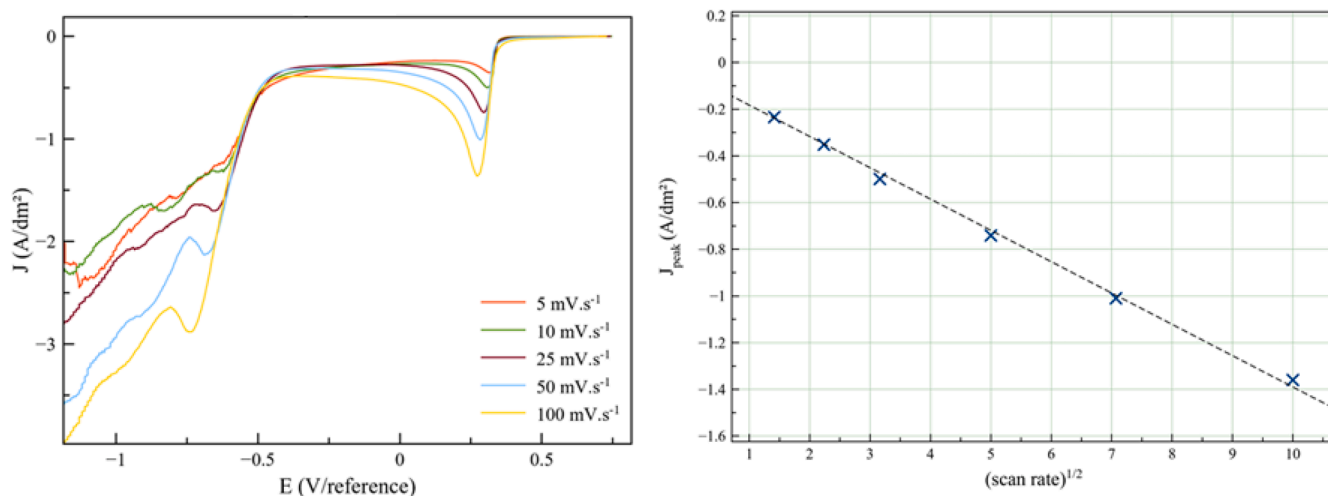 0
−1
−2
−3
J (A/dm²)
5 mV.s⁻¹
10 mV.s⁻¹
25 mV.s⁻¹
50 mV.s⁻¹
100 mV.s⁻¹
−1
−0.5
0
0.5
E (V/reference)
0.2
0
−0.2
−0.4
−0.6
−0.8
−1
−1.2
−1.4
−1.6
J_peak (A/dm²)
1 2 3 4 5 6 7 8 9 10
(scan rate)^1/2